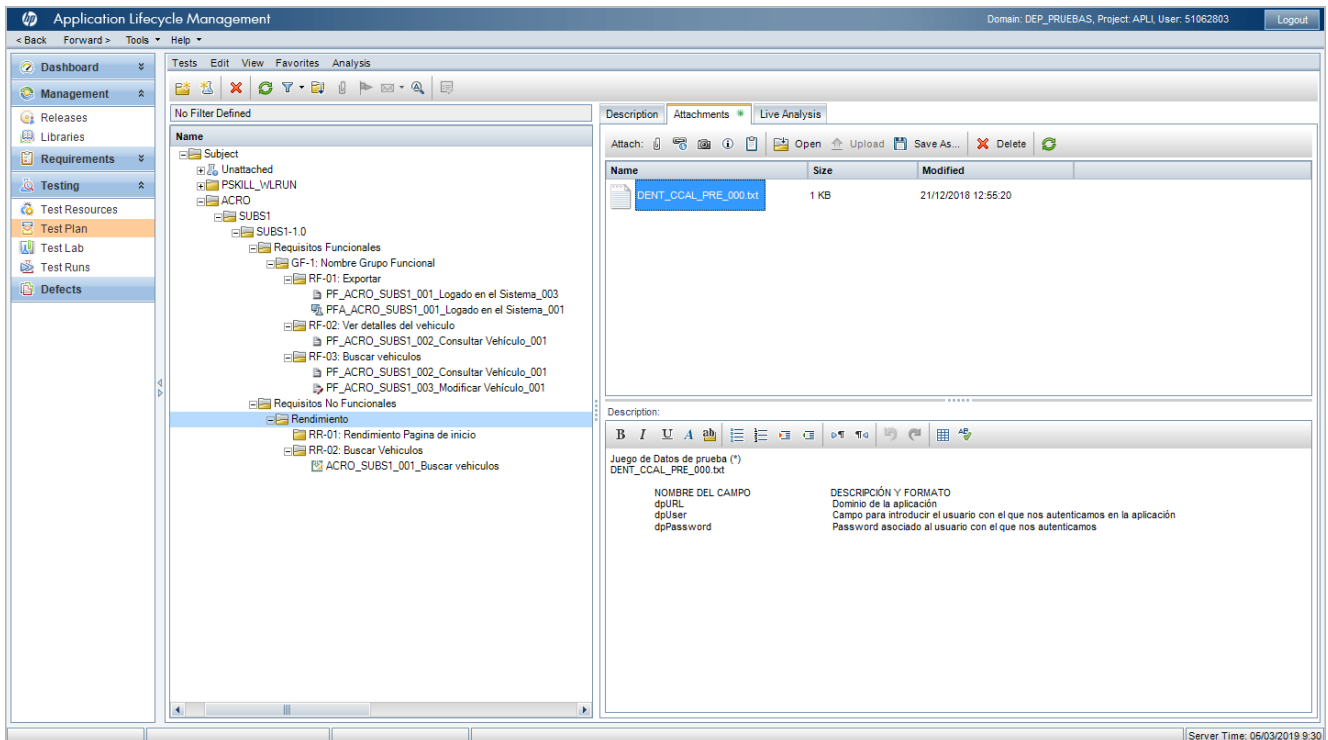 hp Application Lifecycle Management
Domain: DEP_PRUEBAS, Project: APLI, User: 51062803
Logout
< Back Forward > Tools Help
Dashboard
Management
Releases
Libraries
Requirements
Testing
Test Resources
Test Plan
Test Lab
Test Runs
Defects
Tests Edit View Favorites Analysis
No Filter Defined
Name
Subject
Unattached
PSKILL_WLRUN
ACRO
SUBS1
SUBS1-1.0
Requisitos Funcionales
GF-1: Nombre Grupo Funcional
RF-01: Exportar
PF_ACRO_SUBS1_001_Logado en el Sistema_003
PFA_ACRO_SUBS1_001_Logado en el Sistema_001
RF-02: Ver detalles del vehiculo
PF_ACRO_SUBS1_002_Consultar Vehículo_001
RF-03: Buscar vehiculos
PF_ACRO_SUBS1_002_Consultar Vehículo_001
PF_ACRO_SUBS1_003_Modificar Vehículo_001
Requisitos No Funcionales
Rendimiento
RR-01: Rendimiento Pagina de inicio
RR-02: Buscar Vehiculos
ACRO_SUBS1_001_Buscar vehiculos
Description Attachments * Live Analysis
Attach: Open Upload Save As... Delete
Name Size Modified
DENT_CCAL_PRE_000.txt 1 KB 21/12/2018 12:55:20
Description:
B I U A ab
Juego de Datos de prueba (*)
DENT_CCAL_PRE_000.txt
NOMBRE DEL CAMPO DESCRIPCIÓN Y FORMATO
dpURL Dominio de la aplicación
dpUser Campo para introducir el usuario con el que nos autenticamos en la aplicación
dpPassword Password asociado al usuario con el que nos autenticamos
Server Time: 05/03/2019 9:30